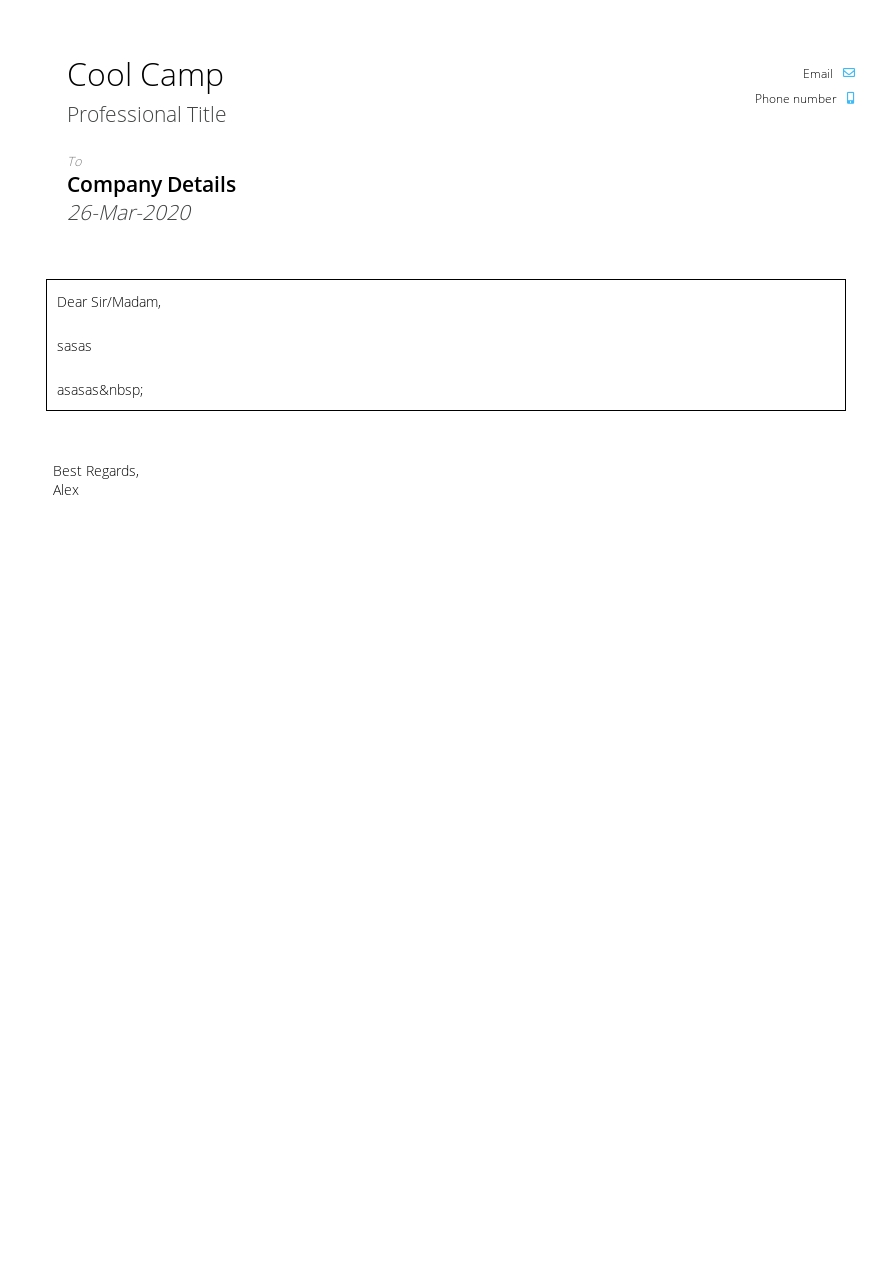 Cool Camp
Professional Title
Email
Phone number
To
Company Details
26-Mar-2020
Dear Sir/Madam,
sasas
asasas&nbsp;
Best Regards,
Alex